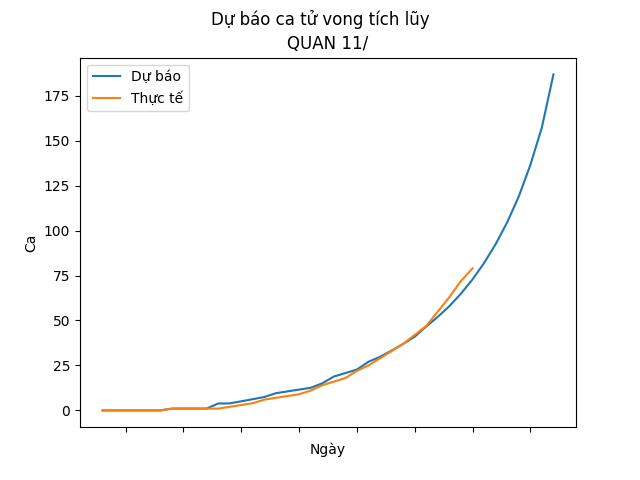 Dự báo ca tử vong tích lũy
QUAN 11/
Dự báo
Thực tế
175
150
125
100
75
50
25
0
Ca
Ngày